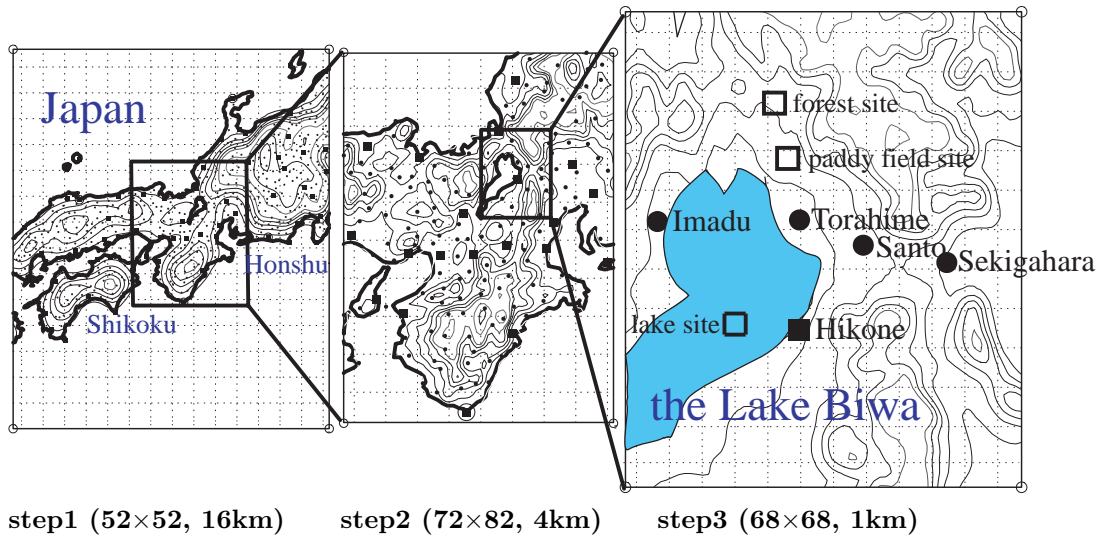 Japan
Honshu
Shikoku
forest site
paddy field site
Imadu
Torahime
Santo
Sekigahara
lake site
Hikone
the Lake Biwa
step1 (52×52, 16km)
step2 (72×82, 4km)
step3 (68×68, 1km)